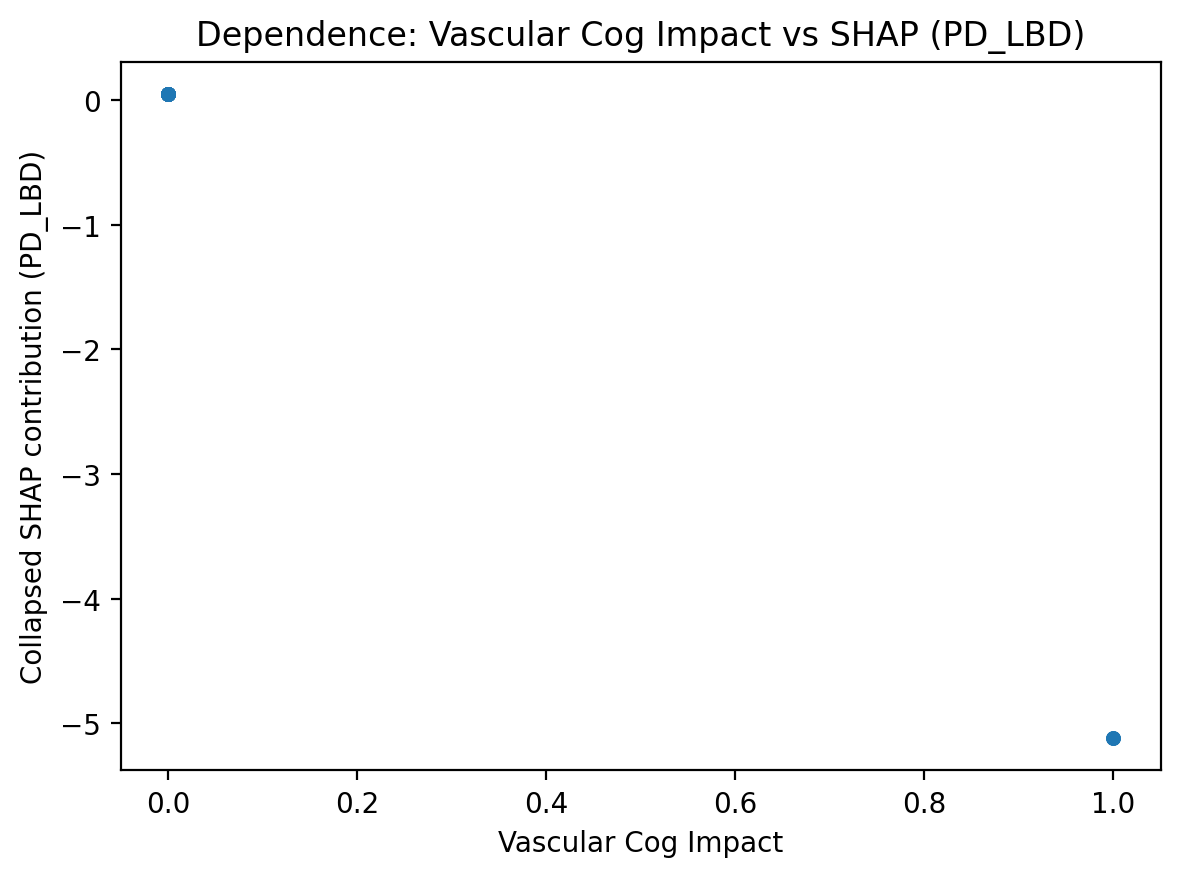 Dependence: Vascular Cog Impact vs SHAP (PD_LBD)
Collapsed SHAP contribution (PD_LBD)
0
−1
−2
−3
−4
−5
0.0 0.2 0.4 0.6 0.8 1.0
Vascular Cog Impact